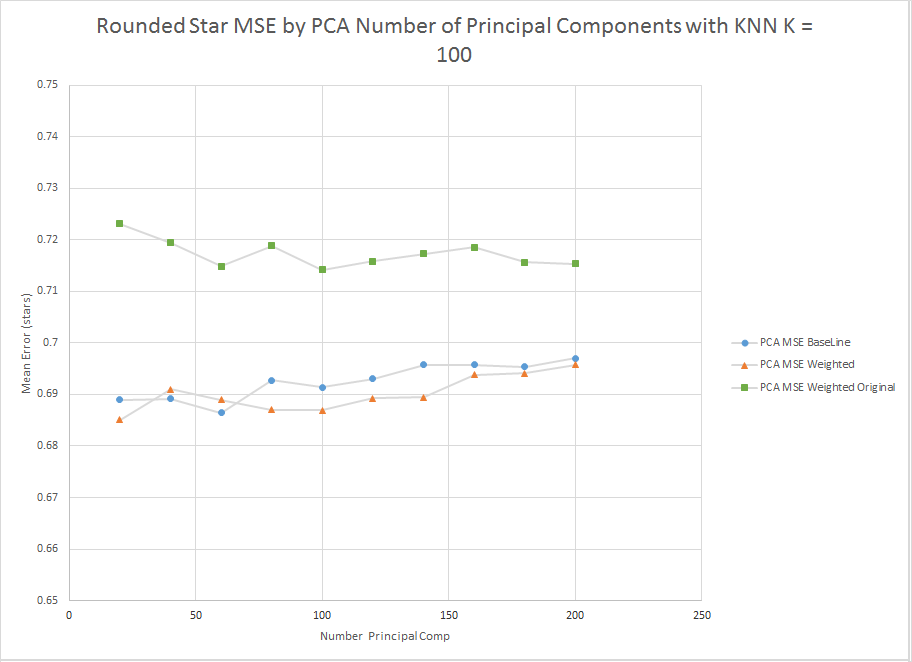 Rounded Star MSE by PCA Number of Principal Components with KNN K =
100
0.75
0.74
0.73
0.72
0.71
0.7
0.69
0.68
0.67
0.66
0.65
Mean Error (stars)
0 50 100 150 200 250
Number Principal Comp
PCA MSE BaseLine
PCA MSE Weighted
PCA MSE Weighted Original